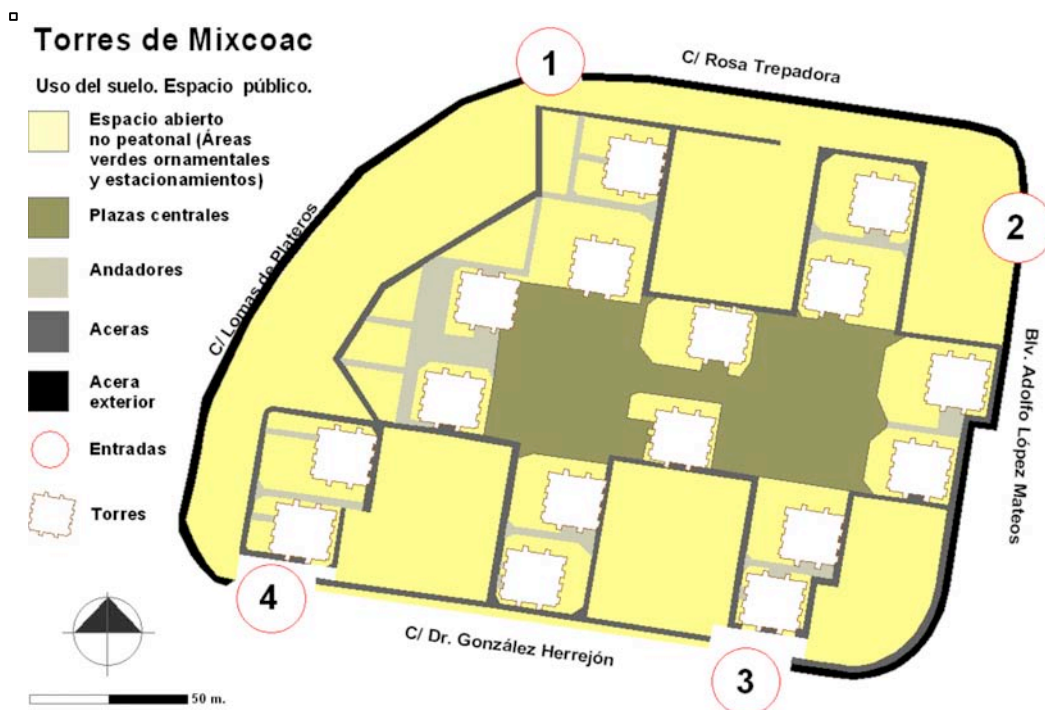 Torres de Mixcoac
Uso del suelo. Espacio público.
Espacio abierto
no peatonal (Áreas
verdes ornamentales
y estacionamientos)
Plazas centrales
Andadores
Aceras
Acera
exterior
Entradas
Torres
50 m.
1
C/ Rosa Trepadora
2
C/ Lomas de Plateros
Blv. Adolfo López Mateos
4
C/ Dr. González Herrejón
3